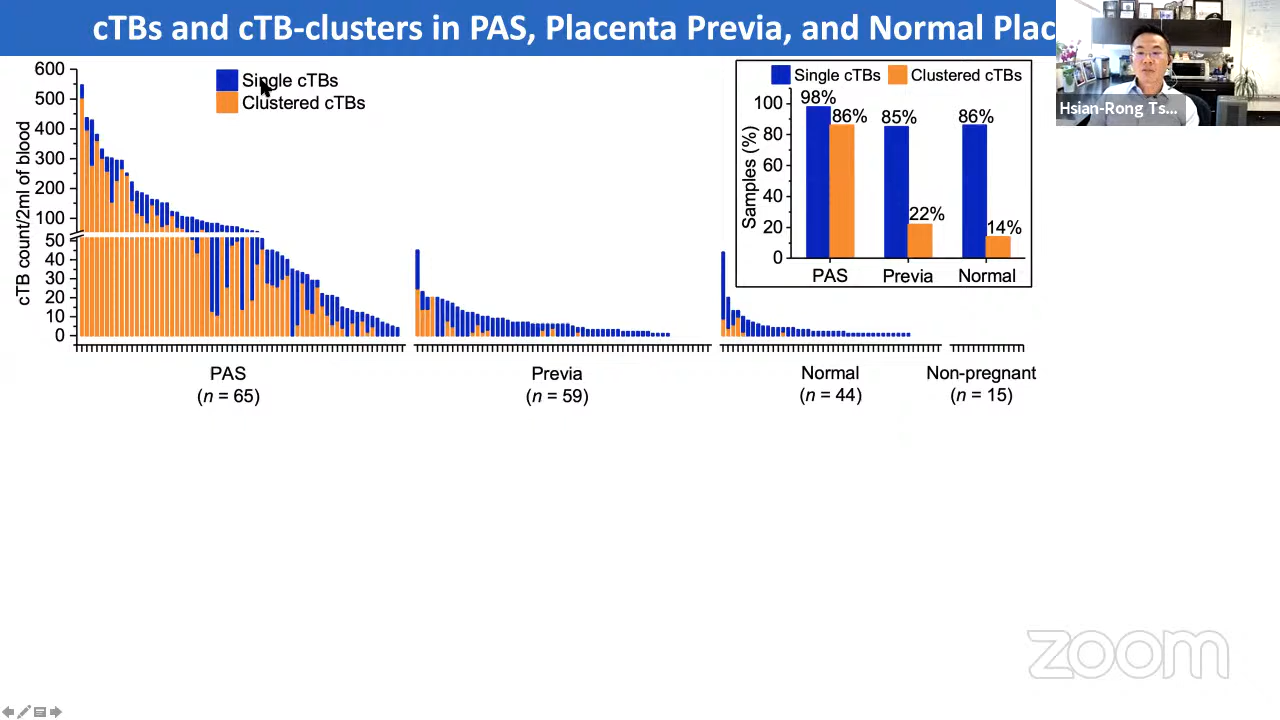 cTBs and cTB-clusters in PAS, Placenta Previa, and Normal Plac
Hsian-Rong Ts...
cTB count/2ml of blood
600
500
400
300
200
100
50
40
30
20
10
0
Single cTBs
Clustered cTBs
PAS
(n = 65)
Previa
(n = 59)
Normal
(n = 44)
Non-pregnant
(n = 15)
Single cTBs Clustered cTBs
Samples (%)
100
80
60
40
20
0
98%
86%
85%
22%
86%
14%
PAS Previa Normal
zoom